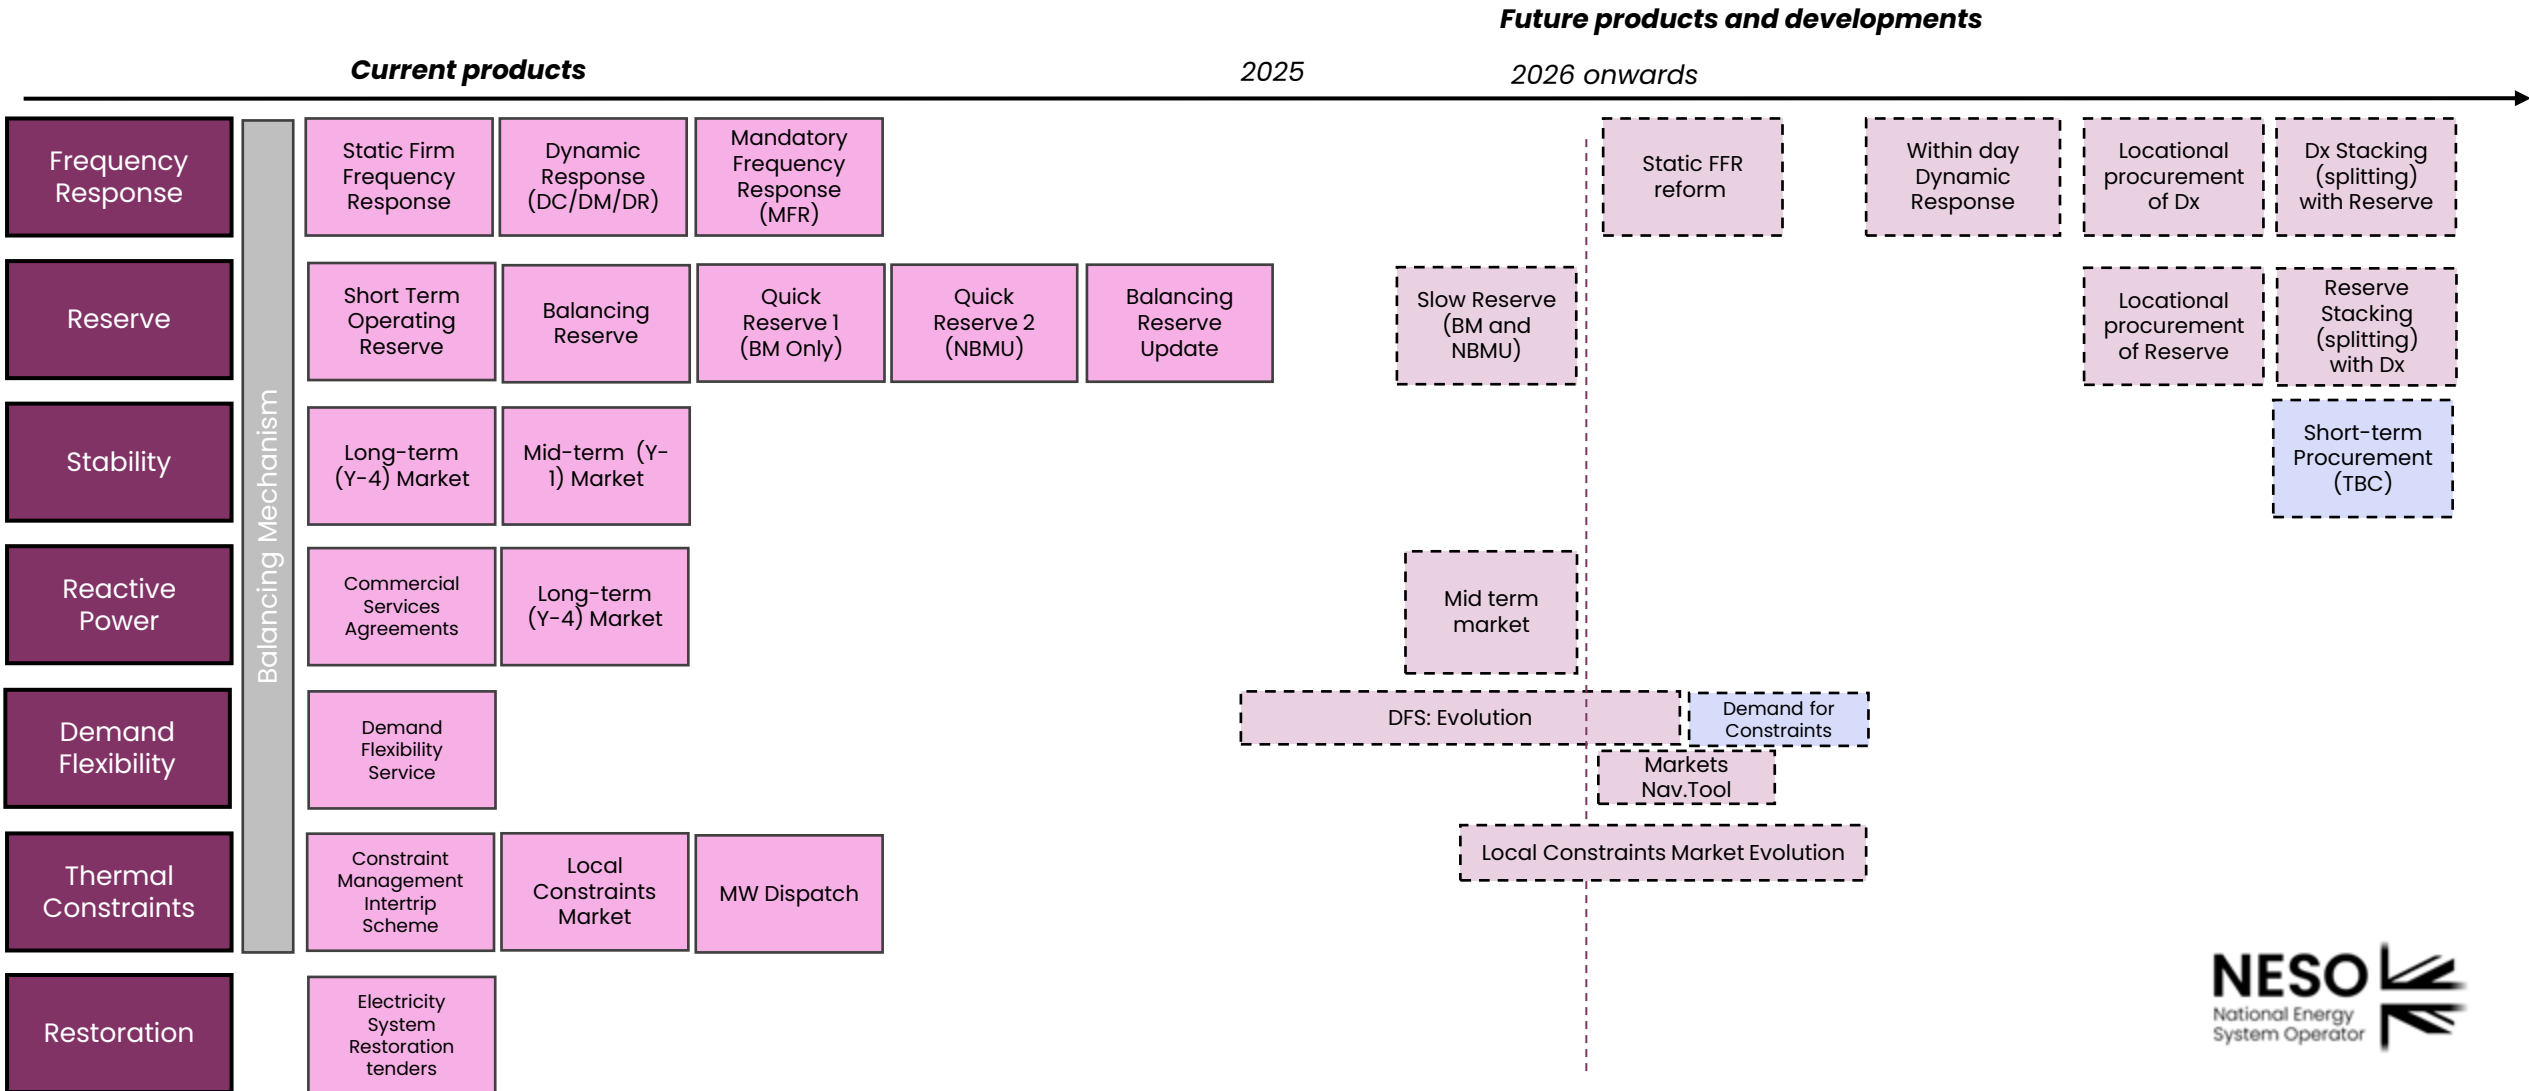 Future products and developments
Current products
2025
2026 onwards
Frequency
Response
Balancing Mechanism
Static Firm
Frequency
Response
Dynamic
Response
(DC/DM/DR)
Mandatory
Frequency
Response
(MFR)
Static FFR
reform
Within day
Dynamic
Response
Locational
procurement
of Dx
Dx Stacking
(splitting)
with Reserve
Reserve
Short Term
Operating
Reserve
Balancing
Reserve
Quick
Reserve 1
(BM Only)
Quick
Reserve 2
(NBMU)
Balancing
Reserve
Update
Slow Reserve
(BM and
NBMU)
Locational
procurement
of Reserve
Reserve
Stacking
(splitting)
with Dx
Stability
Long-term
(Y-4) Market
Mid-term (Y-
1) Market
Short-term
Procurement
(TBC)
Reactive
Power
Commercial
Services
Agreements
Long-term
(Y-4) Market
Mid term
market
Demand
Flexibility
Demand
Flexibility
Service
DFS: Evolution
Demand for
Constraints
Markets
Nav.Tool
Thermal
Constraints
Constraint
Management
Intertrip
Scheme
Local
Constraints
Market
MW Dispatch
Local Constraints Market Evolution
Restoration
Electricity
System
Restoration
tenders
NESO
National Energy
System Operator